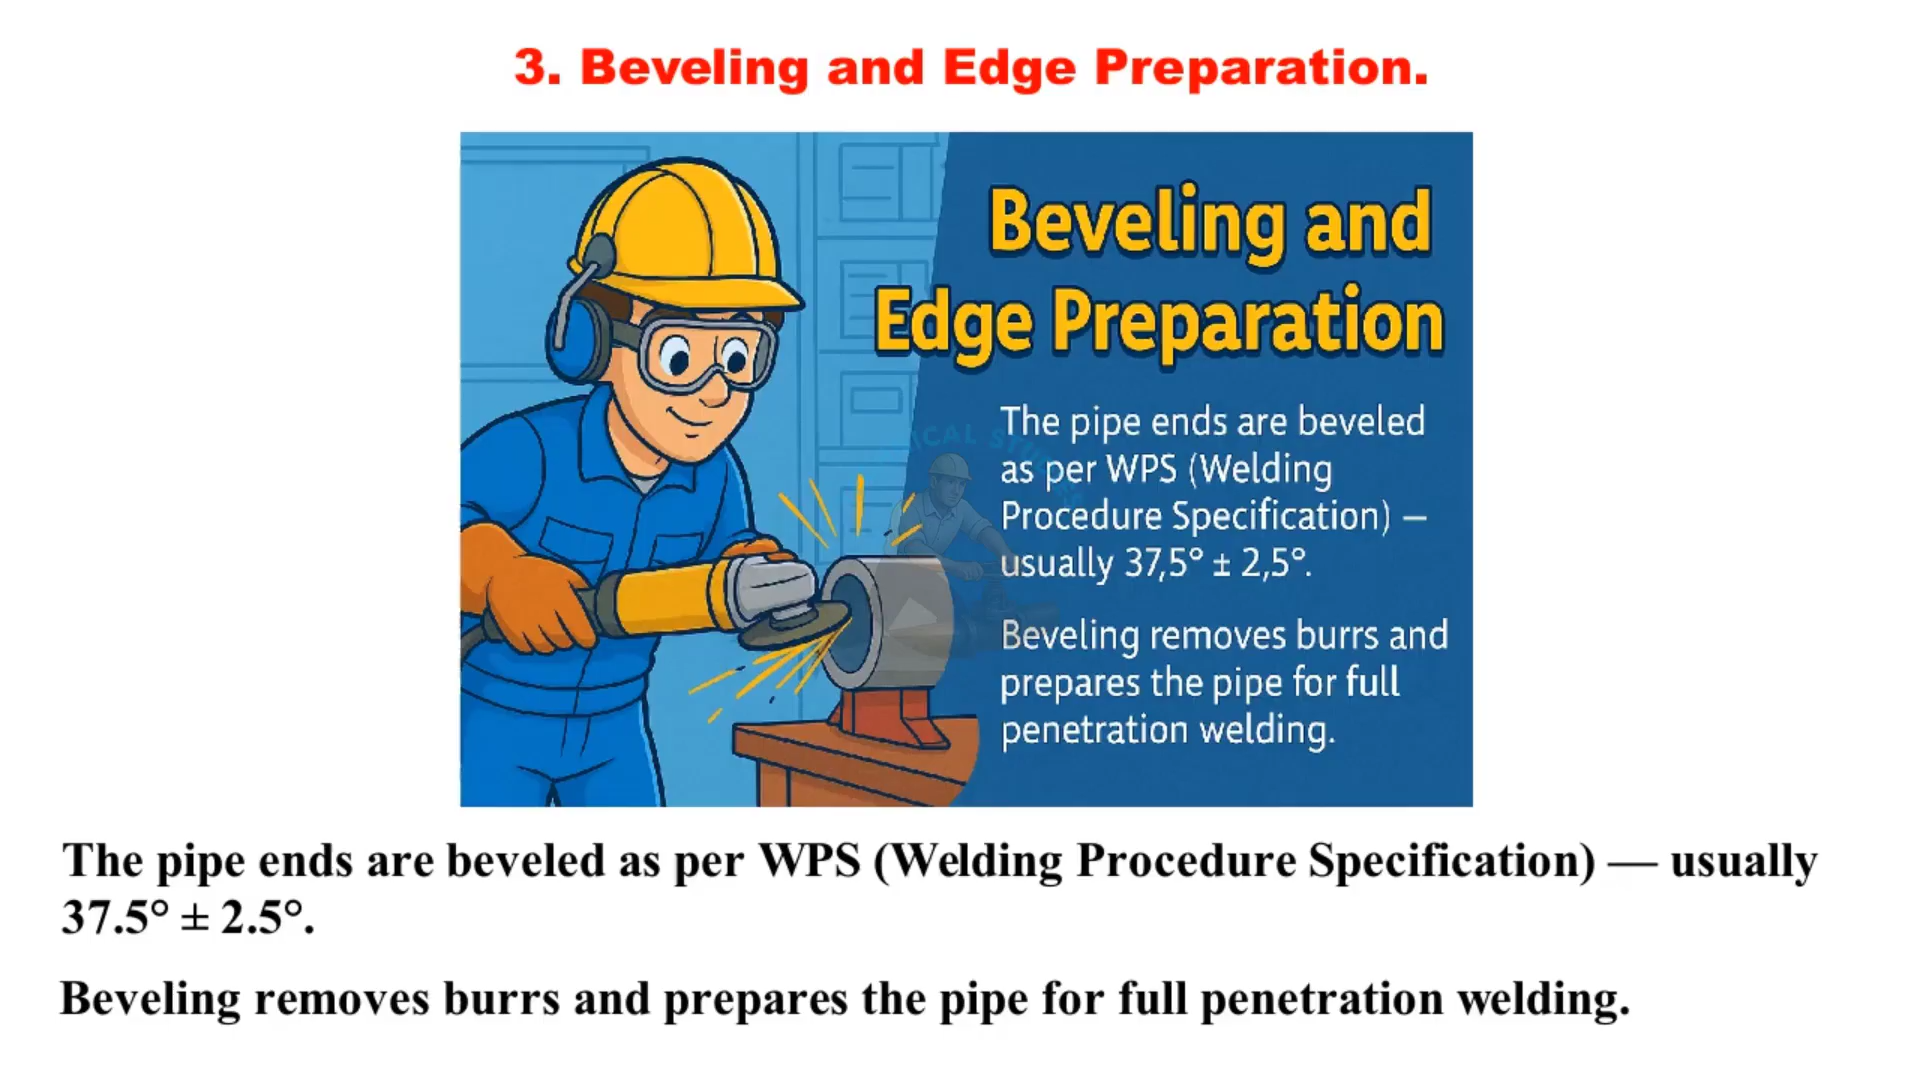 3. Beveling and Edge Preparation.
Beveling and
Edge Preparation
The pipe ends are beveled
as per WPS (Welding
Procedure Specification) –
usually 37,5° ± 2,5°.
Beveling removes burrs and
prepares the pipe for full
penetration welding.
The pipe ends are beveled as per WPS (Welding Procedure Specification) — usually
37.5° ± 2.5°.
Beveling removes burrs and prepares the pipe for full penetration welding.